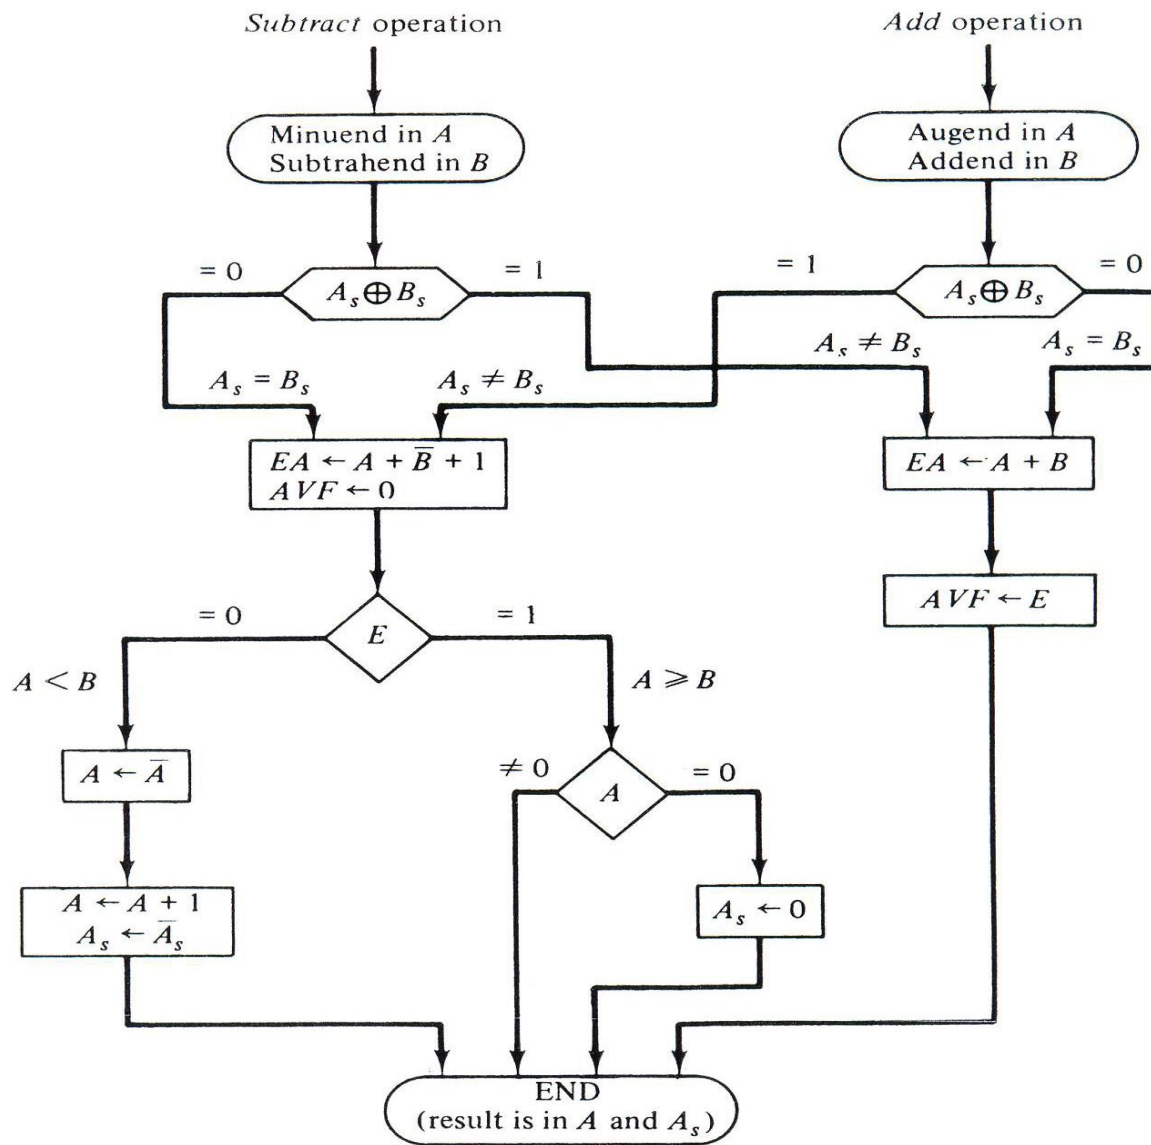 Subtract operation
Add operation
Minuend in A
Subtrahend in B
Augend in A
Addend in B
= 0
A_s ⊕ B_s
= 1
= 1
A_s ⊕ B_s
= 0
A_s = B_s
A_s ≠ B_s
A_s ≠ B_s
A_s = B_s
EA ← A + B̅ + 1
AVF ← 0
EA ← A + B
AVF ← E
= 0
E
= 1
A < B
A ⩾ B
A ← A̅
≠ 0
A
= 0
A ← A + 1
A_s ← A̅_s
A_s ← 0
END
(result is in A and A_s)